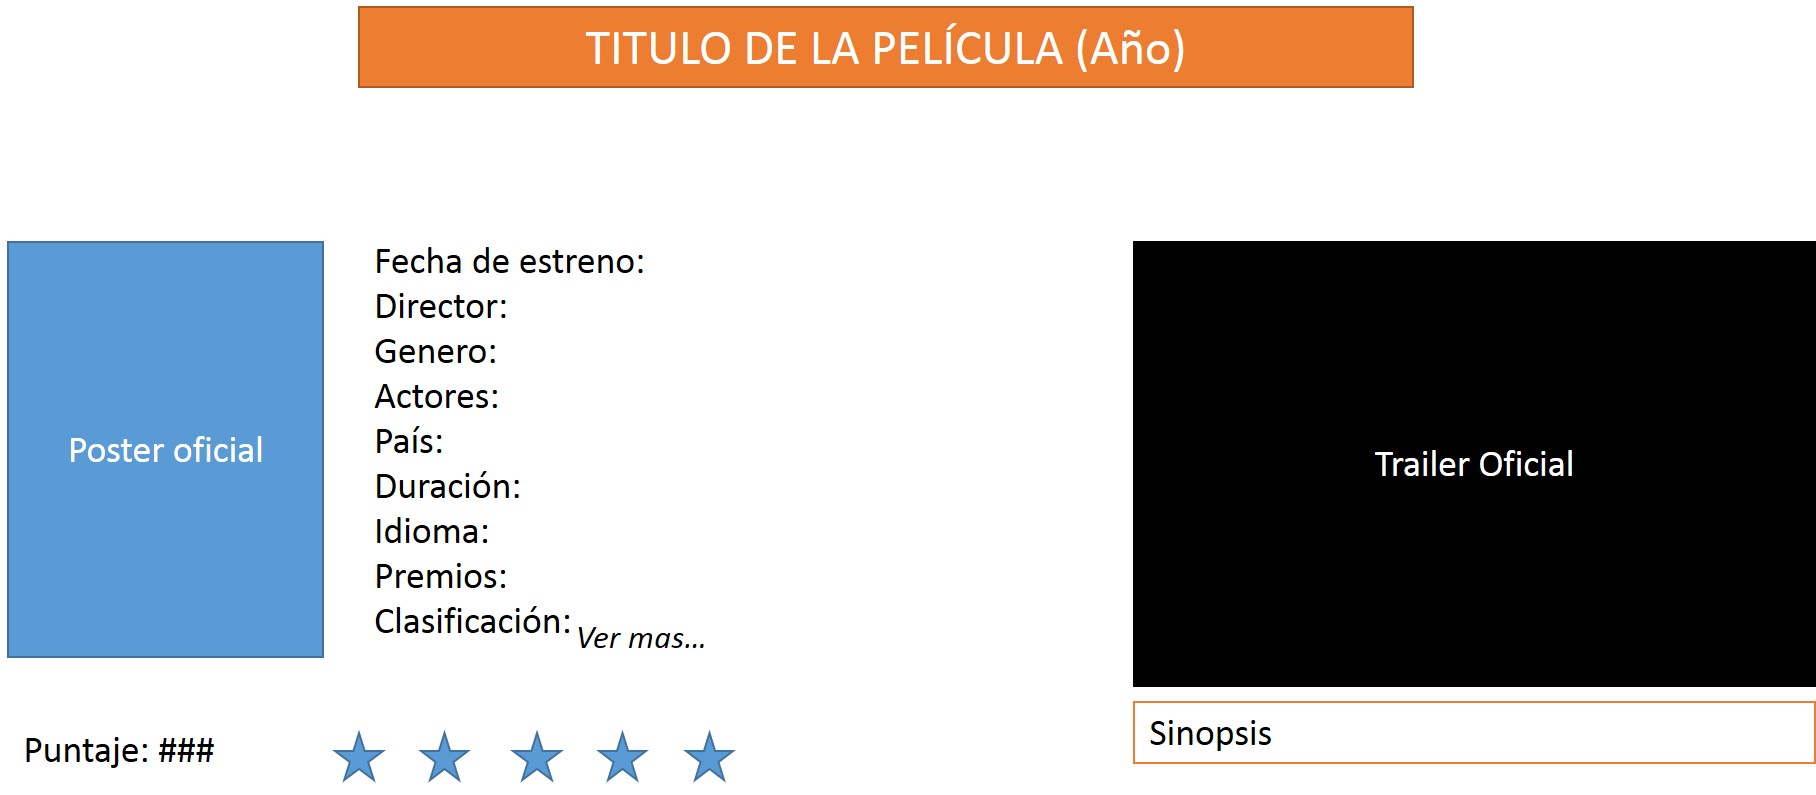 TITULO DE LA PELÍCULA (Año)
Poster oficial
Fecha de estreno:
Director:
Genero:
Actores:
País:
Duración:
Idioma:
Premios:
Clasificación:
Ver mas...
Trailer Oficial
Sinopsis
Puntaje: ###